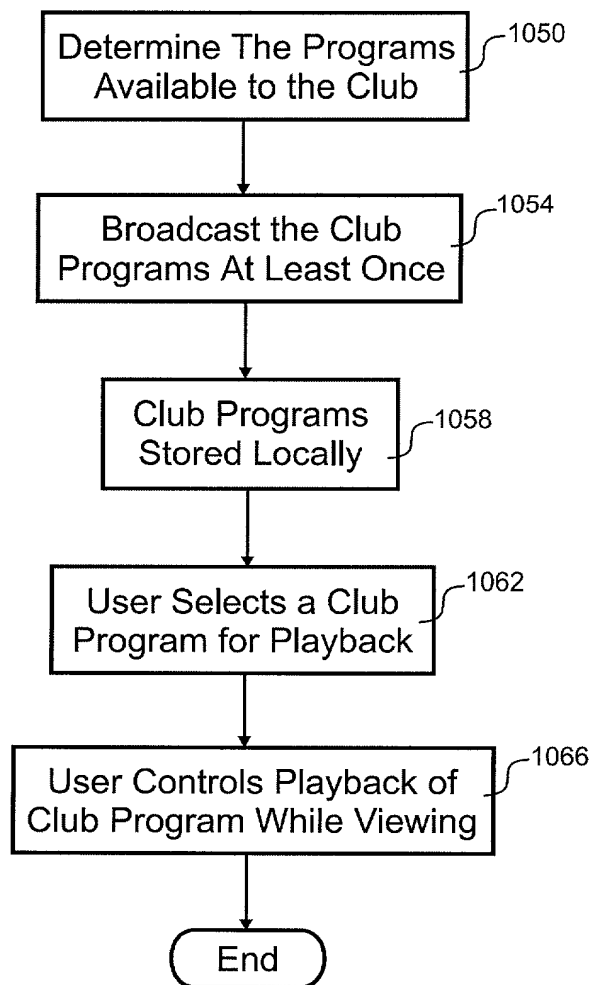 Determine The Programs
Available to the Club
1050
Broadcast the Club
Programs At Least Once
1054
Club Programs
Stored Locally
1058
User Selects a Club
Program for Playback
1062
User Controls Playback of
Club Program While Viewing
1066
End